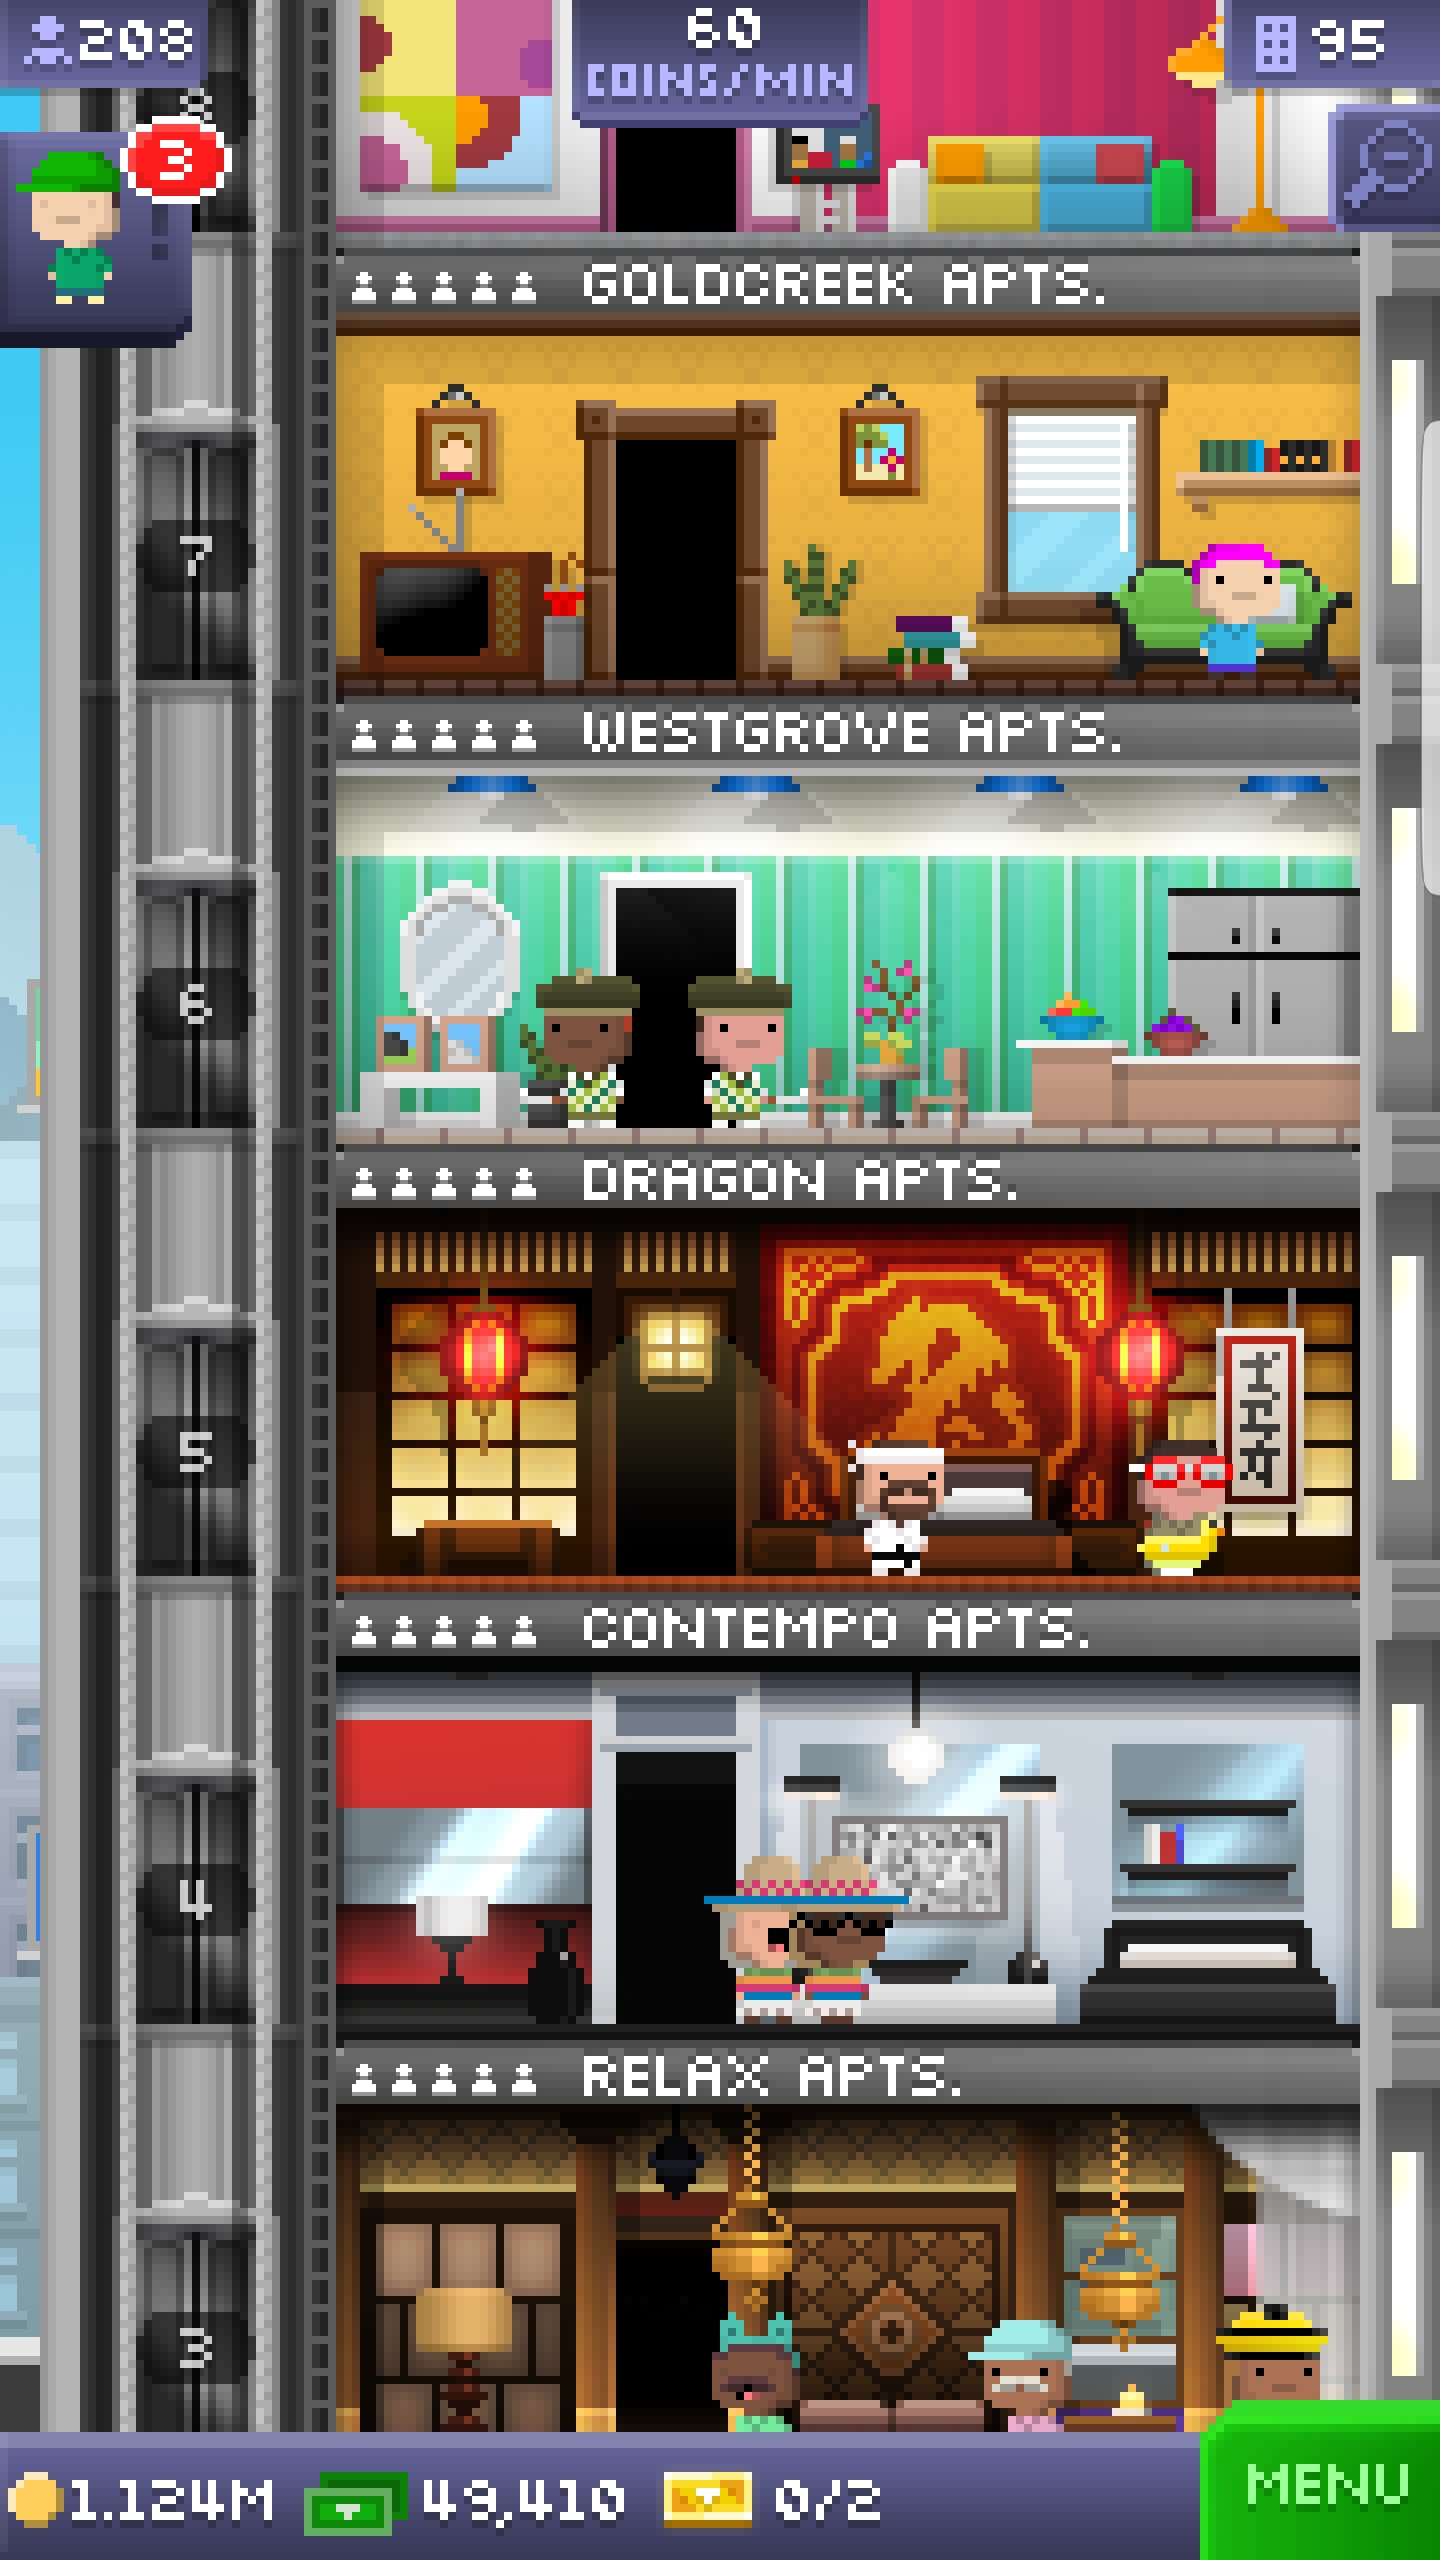 208
60
COINS/MIN
95
8
3
GOLDCREEK APTS.
7
WESTGROVE APTS.
6
DRAGON APTS.
5
CONTEMPO APTS.
4
RELAX APTS.
3
1.124M
49,410
0/2
MENU